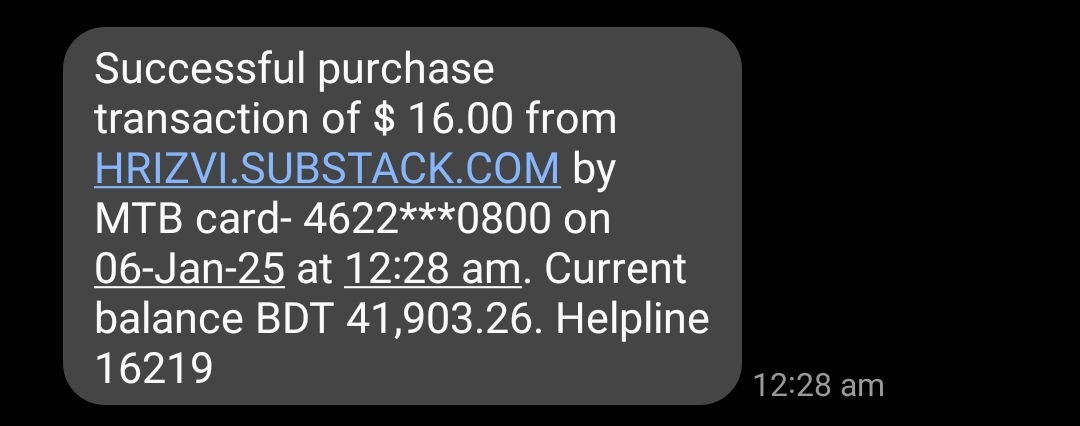 Successful purchase
transaction of $ 16.00 from
HRIZVI.SUBSTACK.COM by
MTB card- 4622***0800 on
06-Jan-25 at 12:28 am. Current
balance BDT 41,903.26. Helpline
16219
12:28 am